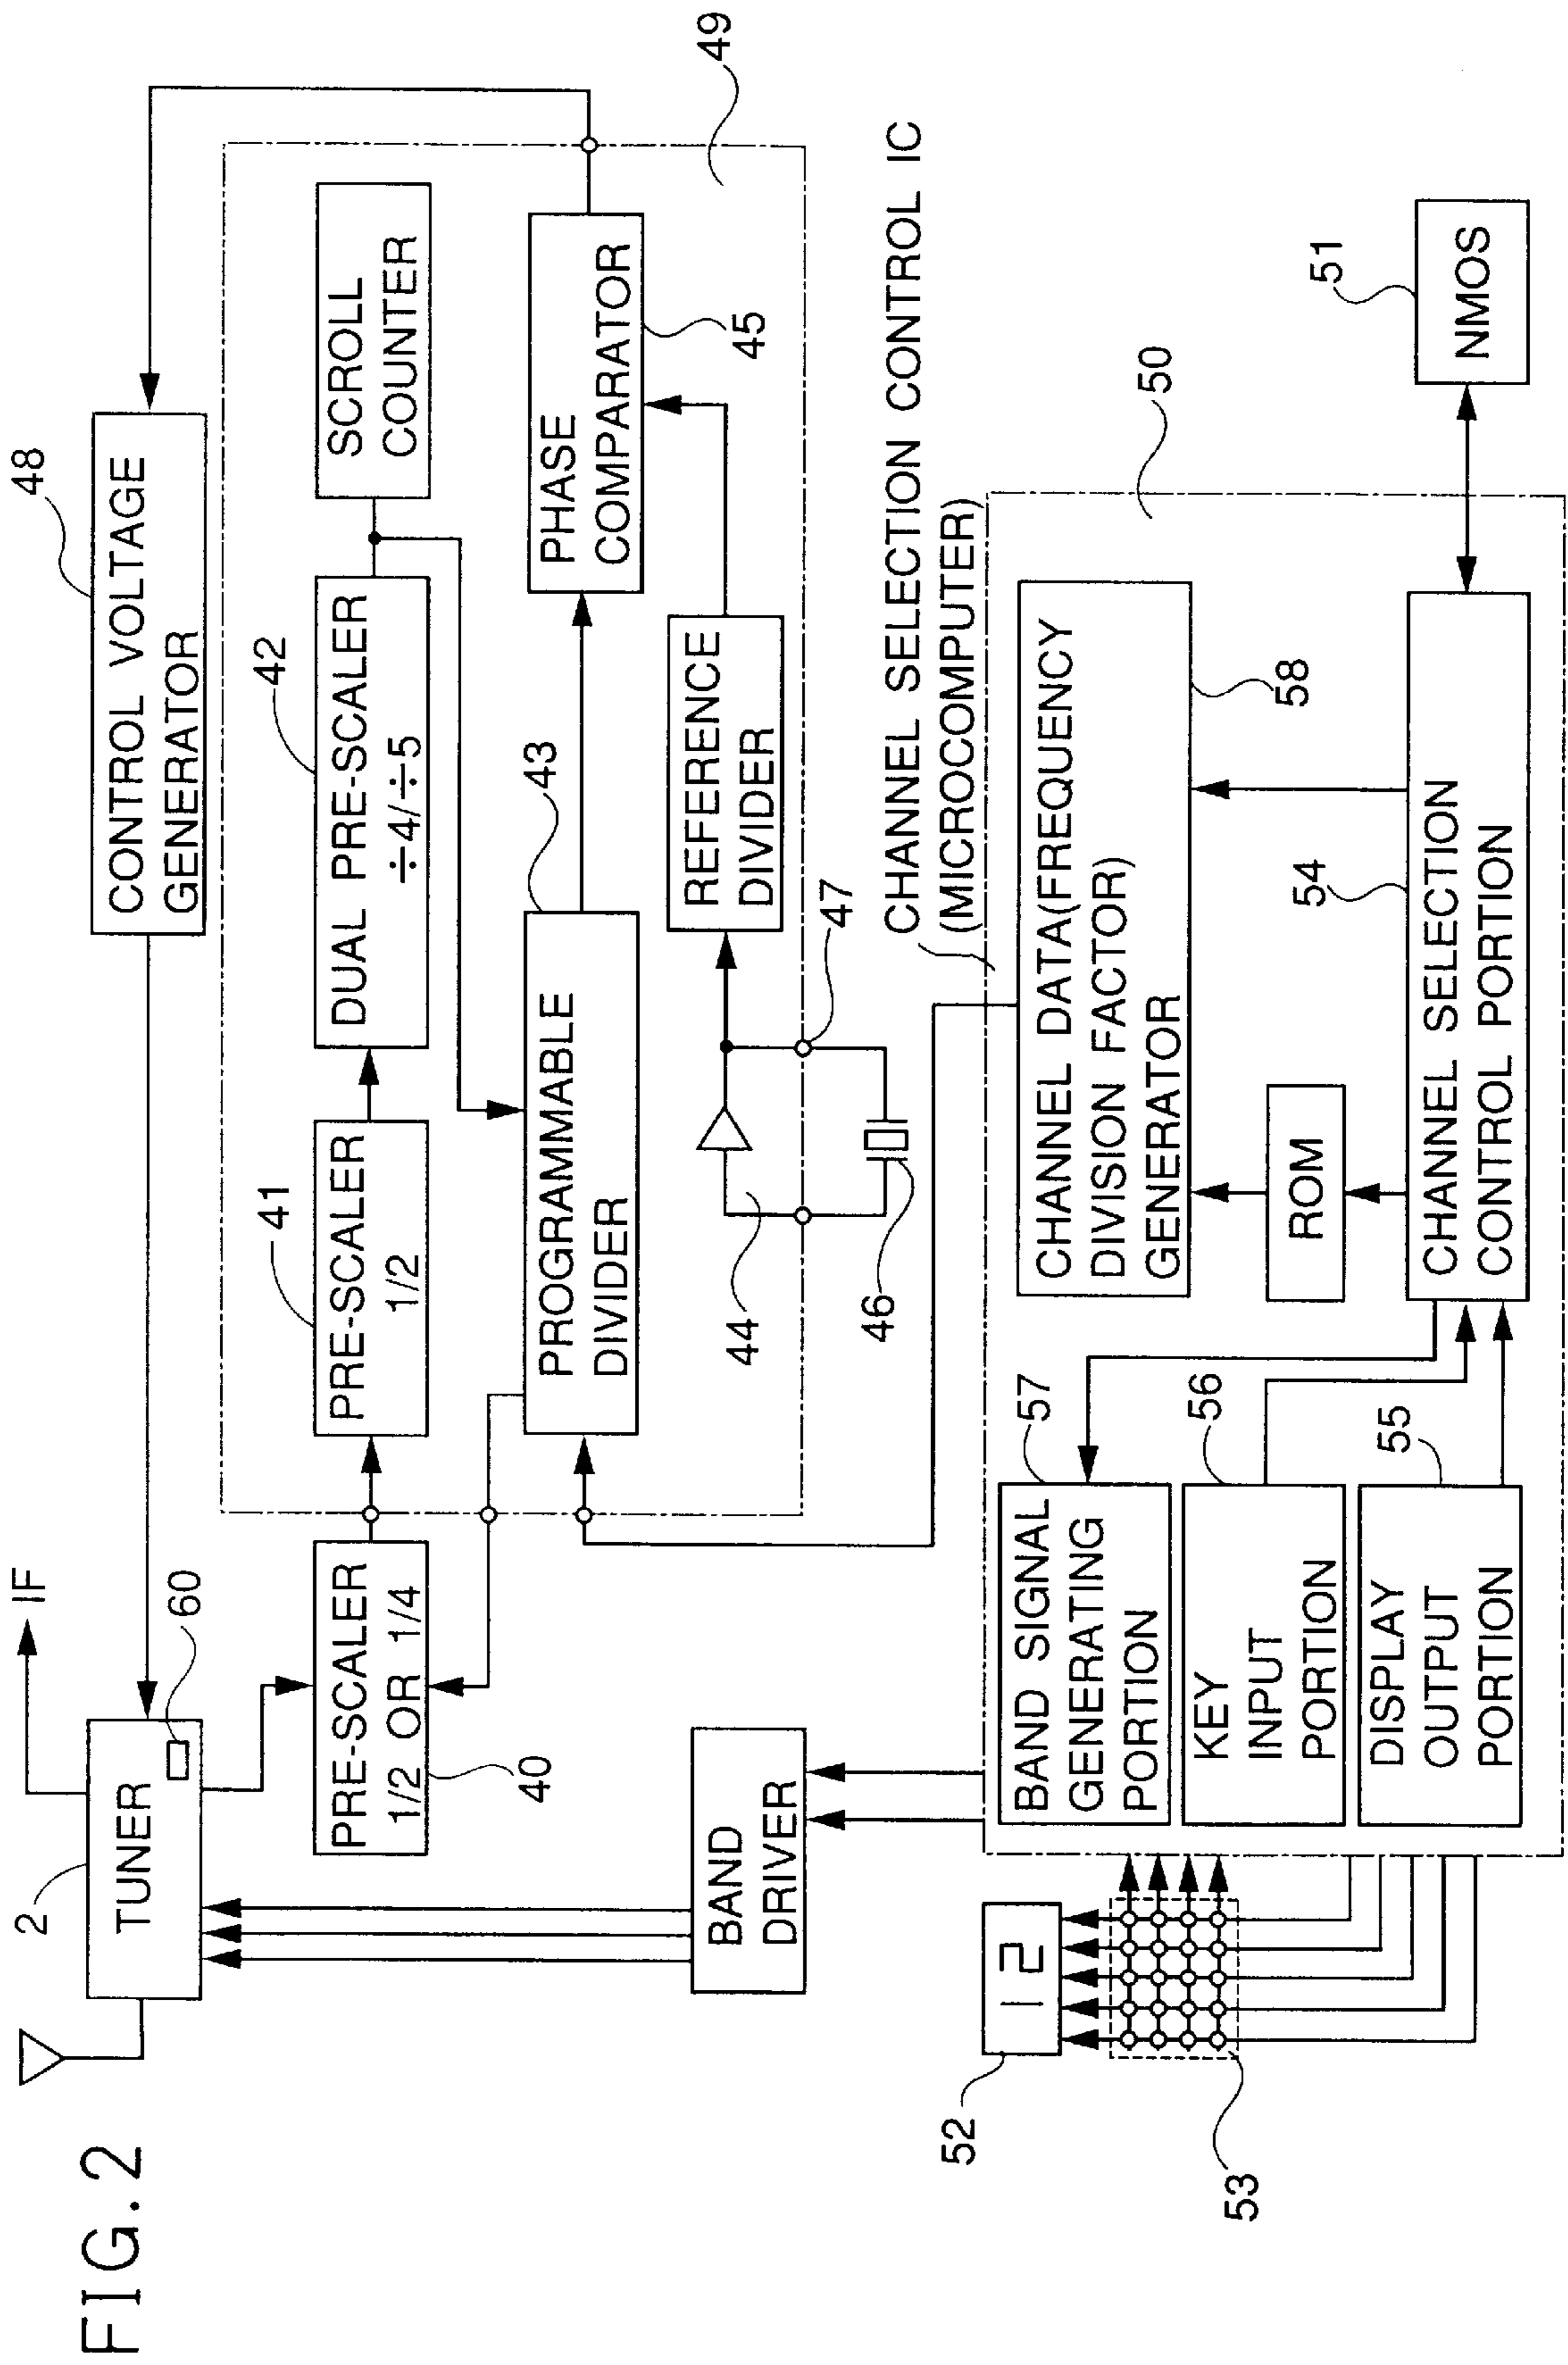 FIG.2
2
TUNER
60
IF
CONTROL VOLTAGE
GENERATOR
48
PRE-SCALER
1/2 OR 1/4
40
PRE-SCALER
1/2
41
DUAL PRE-SCALER
÷4/÷5
42
SCROLL
COUNTER
PROGRAMMABLE
DIVIDER
43
PHASE
COMPARATOR
45
49
REFERENCE
DIVIDER
44
46
47
BAND
DRIVER
CHANNEL SELECTION CONTROL IC
(MICROCOMPUTER)
50
52
12
53
BAND SIGNAL
GENERATING
PORTION
57
KEY
INPUT
PORTION
56
DISPLAY
OUTPUT
PORTION
55
CHANNEL DATA(FREQUENCY
DIVISION FACTOR)
GENERATOR
58
ROM
CHANNEL SELECTION
CONTROL PORTION
54
NMOS
51